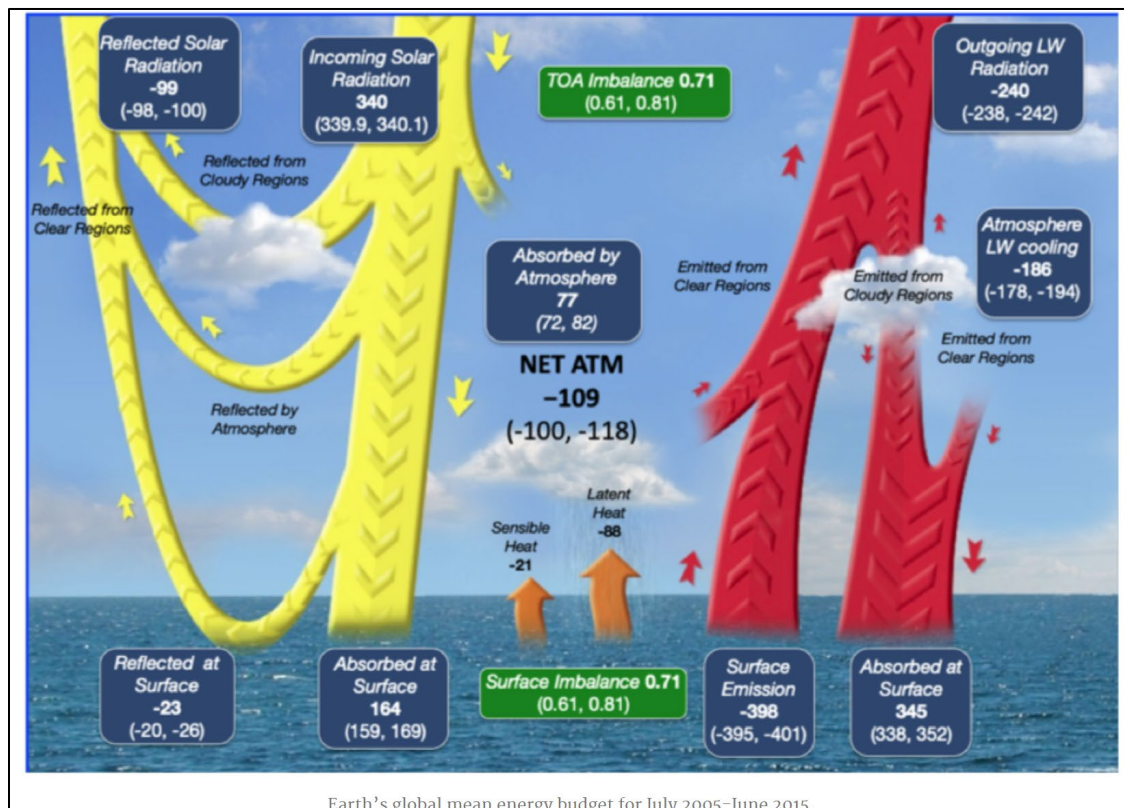 Reflected Solar
Radiation
-99
(-98, -100)
Incoming Solar
Radiation
340
(339.9, 340.1)
TOA Imbalance 0.71
(0.61, 0.81)
Outgoing LW
Radiation
-240
(-238, -242)
Reflected from
Cloudy Regions
Reflected from
Clear Regions
Absorbed by
Atmosphere
77
(72, 82)
NET ATM
–109
(-100, -118)
Emitted from
Clear Regions
Emitted from
Cloudy Regions
Atmosphere
LW cooling
-186
(-178, -194)
Emitted from
Clear Regions
Reflected by
Atmosphere
Sensible
Heat
-21
Latent
Heat
-88
Reflected at
Surface
-23
(-20, -26)
Absorbed at
Surface
164
(159, 169)
Surface Imbalance 0.71
(0.61, 0.81)
Surface
Emission
-398
(-395, -401)
Absorbed at
Surface
345
(338, 352)
Earth's global mean energy budget for July 2005–June 2015